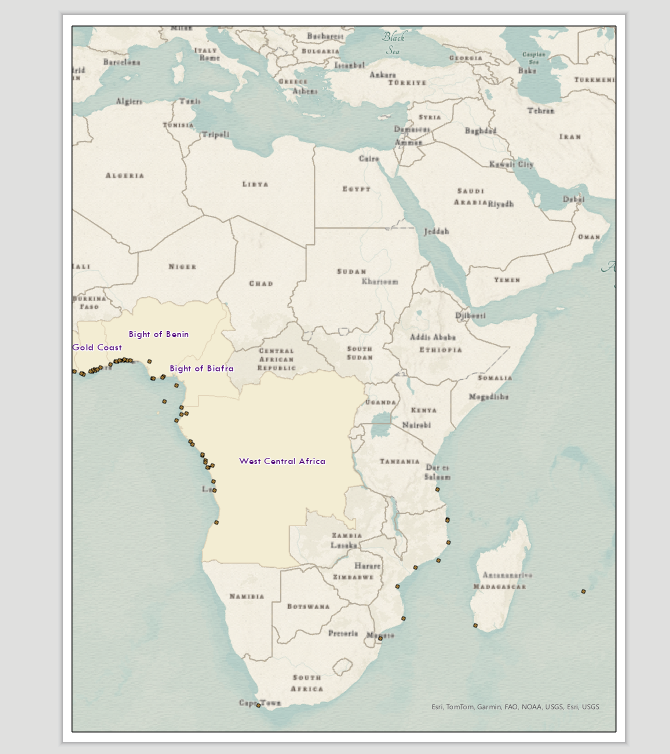 Milan
Bucharest
Black
Sea
Barcelona
ITALY
Rome
BULGARIA
GEORGIA
Caspian
Sea
Istanbul
Baku
IN
GREECE
Ankara
TÜRKIYE
TURKMENI
Athens
Algiers
Tunis
Tehran
TUNISIA
Tripoli
SYRIA
Damascus
Baghdad
IRAN
Amman
Cairo
Kuwait City
ALGERIA
LIBYA
EGYPT
SAUDI
ARABIA
Riyadh
Dubai
Jeddah
OMAN
ALI
NIGER
SUDAN
Khartoum
YEMEN
CHAD
BURKINA
FASO
Djibouti
Bight of Benin
Addis Ababa
ETHIOPIA
Gold Coast
CENTRAL
AFRICAN
REPUBLIC
SOUTH
SUDAN
Bight of Biafra
SOMALIA
Mogadishu
UGANDA
KENYA
Nairobi
West Central Africa
TANZANIA
Dar es
Salaam
ZAMBIA
Lusaka
Harare
ZIMBABWE
Antananarivo
MADAGASCAR
NAMIBIA
BOTSWANA
Pretoria
Maputo
SOUTH
AFRICA
Cape Town
Esri, TomTom, Garmin, FAO, NOAA, USGS, Esri, USGS